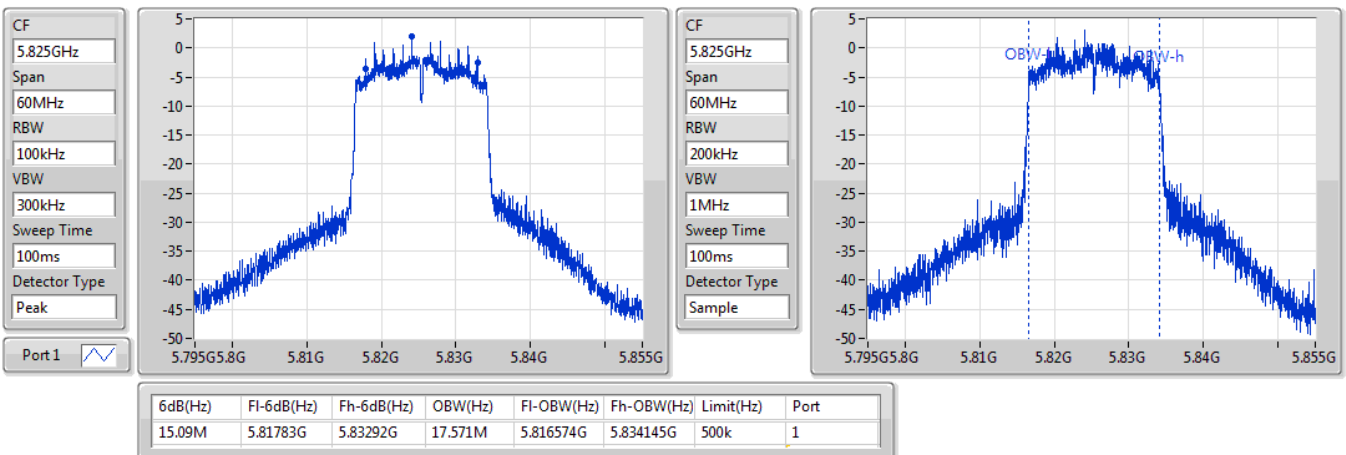 CF
5.825GHz
Span
60MHz
RBW
100kHz
VBW
300kHz
Sweep Time
100ms
Detector Type
Peak
Port 1
5
0
-5
-10
-15
-20
-25
-30
-35
-40
-45
-50
5.795G 5.8G 5.81G 5.82G 5.83G 5.84G 5.855G
CF
5.825GHz
Span
60MHz
RBW
200kHz
VBW
1MHz
Sweep Time
100ms
Detector Type
Sample
5
0
-5
-10
-15
-20
-25
-30
-35
-40
-45
-50
OBW-h
5.795G 5.8G 5.81G 5.82G 5.83G 5.84G 5.855G
6dB(Hz) Fl-6dB(Hz) Fh-6dB(Hz) OBW(Hz) Fl-OBW(Hz) Fh-OBW(Hz) Limit(Hz) Port
15.09M 5.81783G 5.83292G 17.571M 5.816574G 5.834145G 500k 1